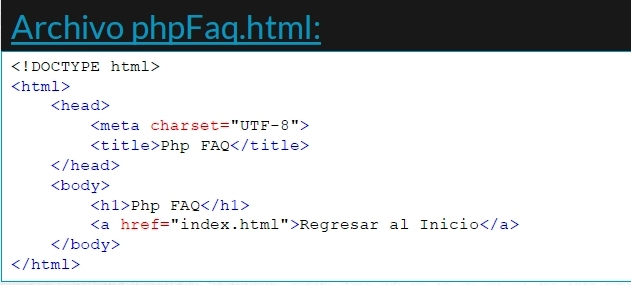 Archivo phpFaq.html:
<!DOCTYPE html>
<html>
    <head>
        <meta charset="UTF-8">
        <title>Php FAQ</title>
    </head>
    <body>
        <h1>Php FAQ</h1>
        <a href="index.html">Regresar al Inicio</a>
    </body>
</html>